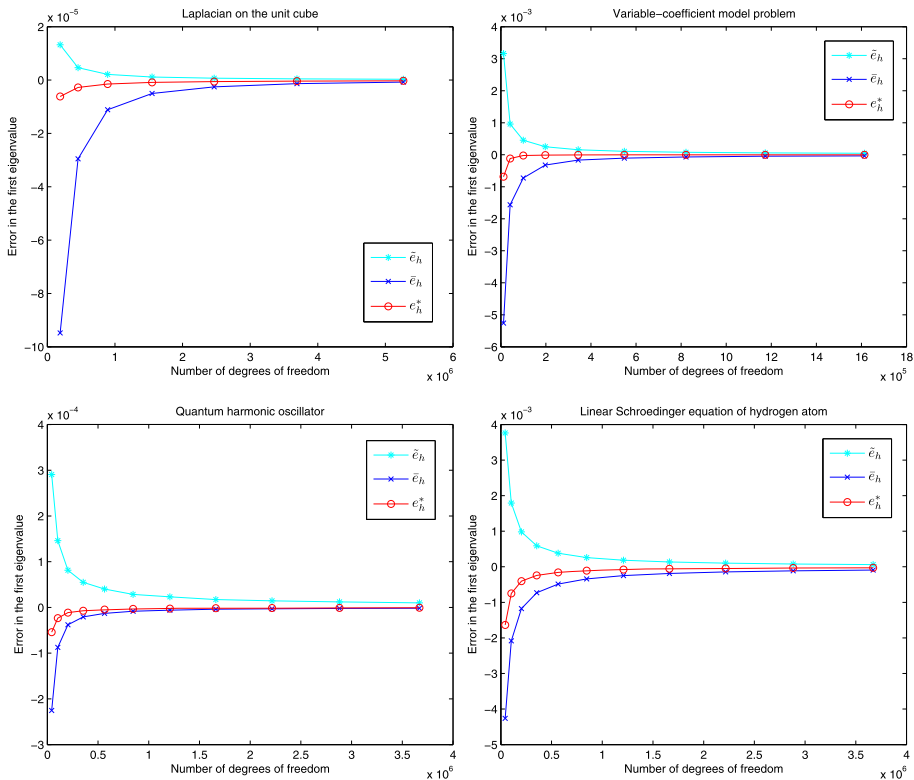 Laplacian on the unit cube
x 10⁻⁵
2
0
−2
−4
−6
−8
−10
Error in the first eigenvalue
ẽ_h
ē_h
e*_h
0 1 2 3 4 5 6
Number of degrees of freedom
x 10⁶
Variable−coefficient model problem
x 10⁻³
4
3
2
1
0
−1
−2
−3
−4
−5
−6
Error in the first eigenvalue
ẽ_h
ē_h
e*_h
0 2 4 6 8 10 12 14 16 18
Number of degrees of freedom
x 10⁵
Quantum harmonic oscillator
x 10⁻⁴
4
3
2
1
0
−1
−2
−3
Error in the first eigenvalue
ẽ_h
ē_h
e*_h
0 0.5 1 1.5 2 2.5 3 3.5 4
Number of degrees of freedom
x 10⁶
Linear Schroedinger equation of hydrogen atom
x 10⁻³
4
3
2
1
0
−1
−2
−3
−4
−5
Error in the first eigenvalue
ẽ_h
ē_h
e*_h
0 0.5 1 1.5 2 2.5 3 3.5 4
Number of degrees of freedom
x 10⁶